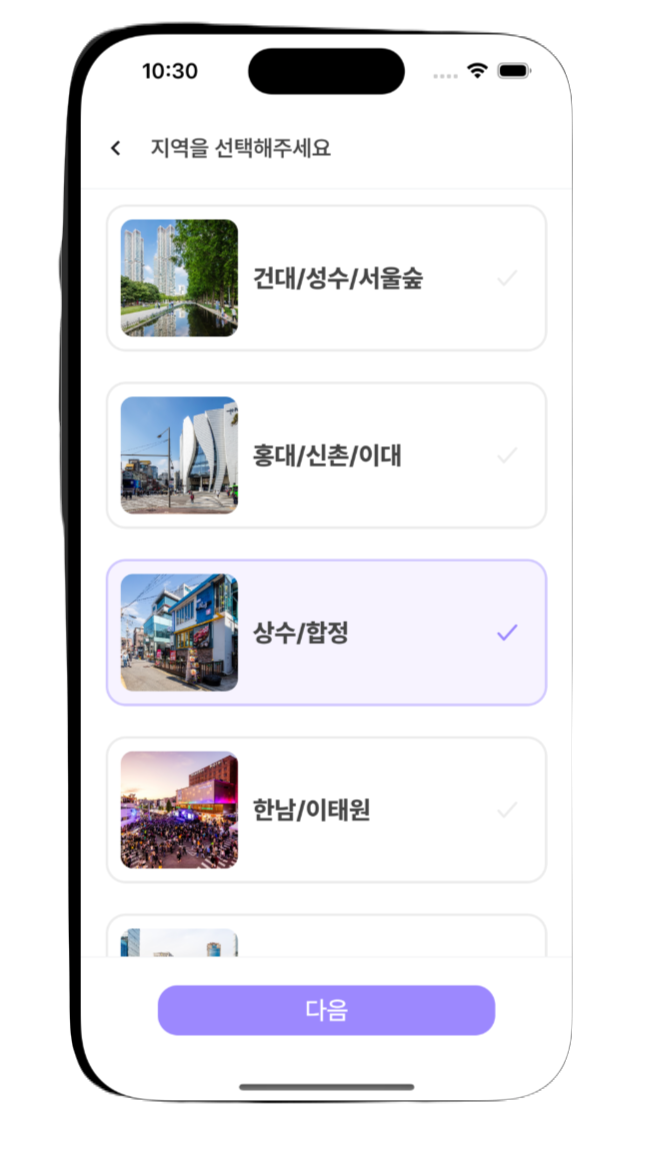 10:30
지역을 선택해주세요
건대/성수/서울숲
홍대/신촌/이대
상수/합정
한남/이태원
다음